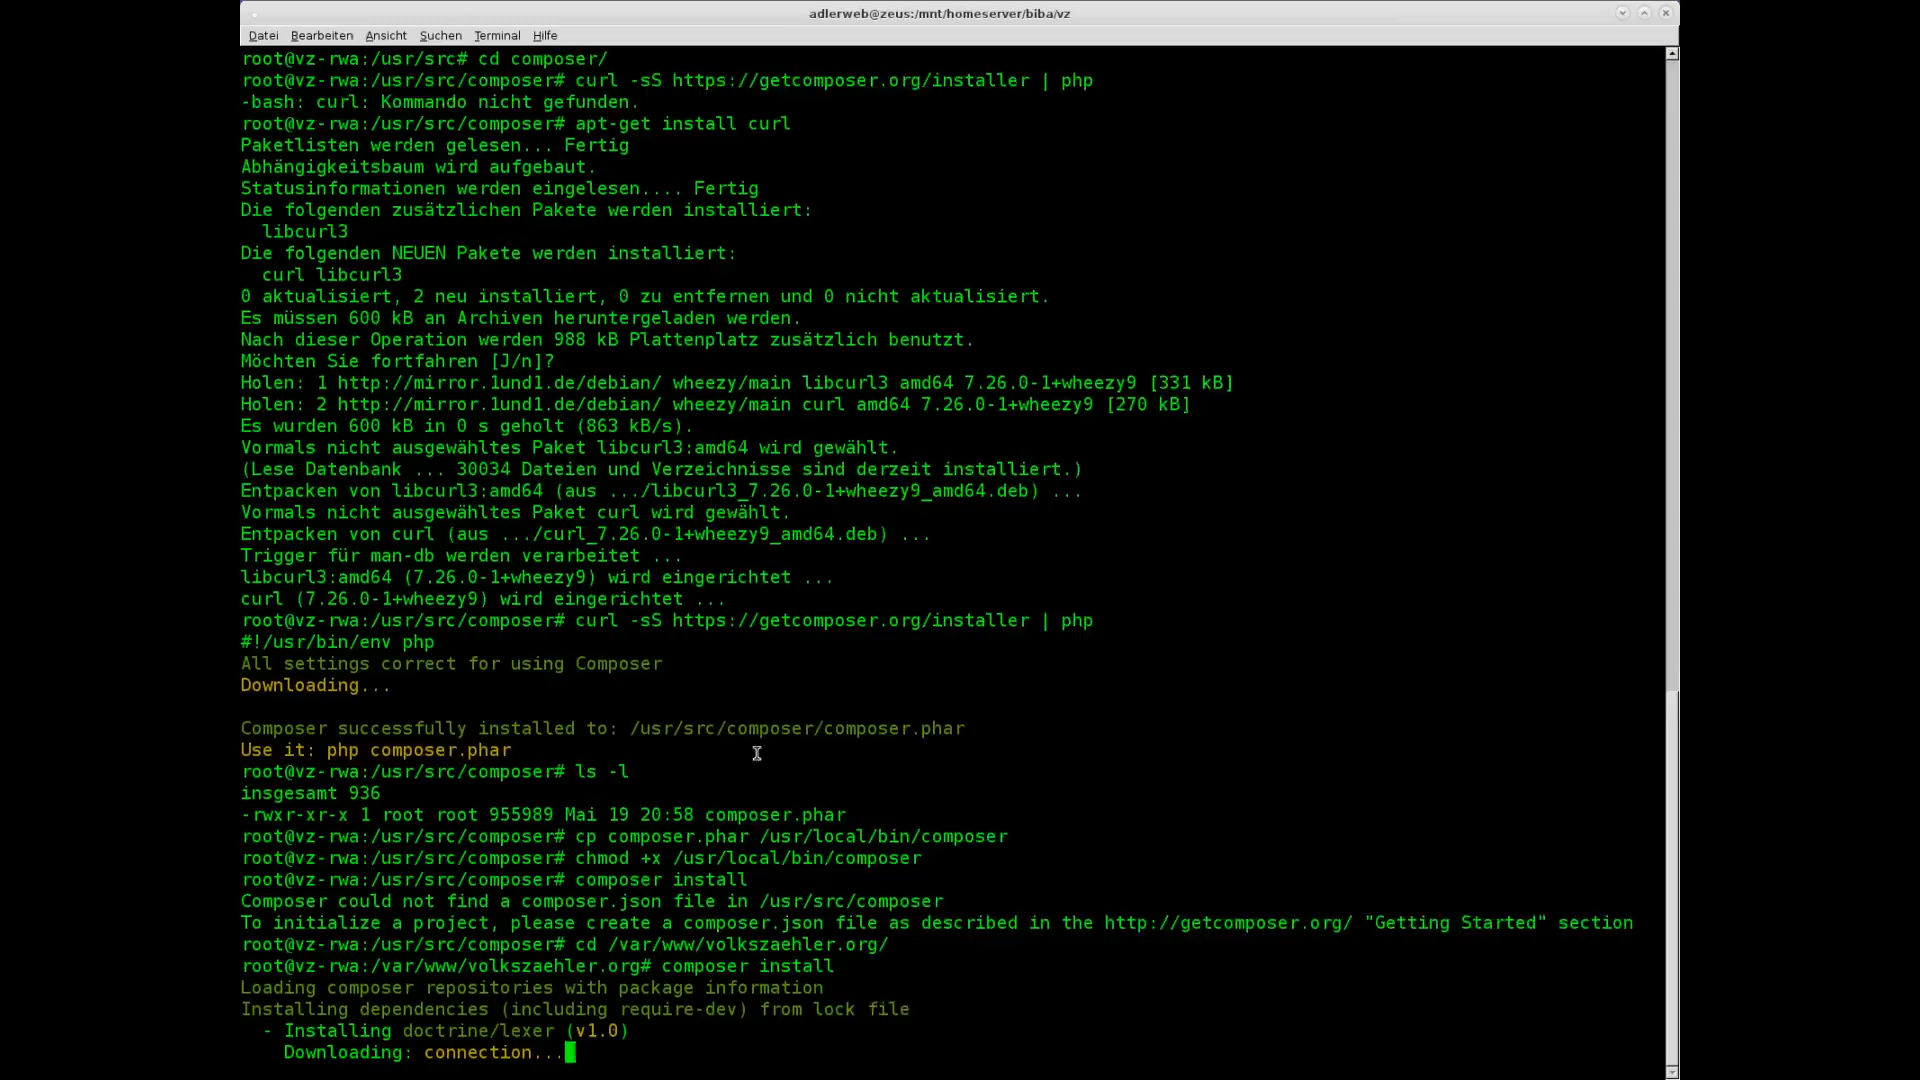 adlerweb@zeus:/mnt/homeserver/biba/vz
Datei Bearbeiten Ansicht Suchen Terminal Hilfe
root@vz-rwa:/usr/src# cd composer/
root@vz-rwa:/usr/src/composer# curl -sS https://getcomposer.org/installer | php
-bash: curl: Kommando nicht gefunden.
root@vz-rwa:/usr/src/composer# apt-get install curl
Paketlisten werden gelesen... Fertig
Abhängigkeitsbaum wird aufgebaut.
Statusinformationen werden eingelesen.... Fertig
Die folgenden zusätzlichen Pakete werden installiert:
  libcurl3
Die folgenden NEUEN Pakete werden installiert:
  curl libcurl3
0 aktualisiert, 2 neu installiert, 0 zu entfernen und 0 nicht aktualisiert.
Es müssen 600 kB an Archiven heruntergeladen werden.
Nach dieser Operation werden 988 kB Plattenplatz zusätzlich benutzt.
Möchten Sie fortfahren [J/n]?
Holen: 1 http://mirror.1und1.de/debian/ wheezy/main libcurl3 amd64 7.26.0-1+wheezy9 [331 kB]
Holen: 2 http://mirror.1und1.de/debian/ wheezy/main curl amd64 7.26.0-1+wheezy9 [270 kB]
Es wurden 600 kB in 0 s geholt (863 kB/s).
Vormals nicht ausgewähltes Paket libcurl3:amd64 wird gewählt.
(Lese Datenbank ... 30034 Dateien und Verzeichnisse sind derzeit installiert.)
Entpacken von libcurl3:amd64 (aus .../libcurl3_7.26.0-1+wheezy9_amd64.deb) ...
Vormals nicht ausgewähltes Paket curl wird gewählt.
Entpacken von curl (aus .../curl_7.26.0-1+wheezy9_amd64.deb) ...
Trigger für man-db werden verarbeitet ...
libcurl3:amd64 (7.26.0-1+wheezy9) wird eingerichtet ...
curl (7.26.0-1+wheezy9) wird eingerichtet ...
root@vz-rwa:/usr/src/composer# curl -sS https://getcomposer.org/installer | php
#!/usr/bin/env php
All settings correct for using Composer
Downloading...
Composer successfully installed to: /usr/src/composer/composer.phar
Use it: php composer.phar
root@vz-rwa:/usr/src/composer# ls -l
insgesamt 936
-rwxr-xr-x 1 root root 955989 Mai 19 20:58 composer.phar
root@vz-rwa:/usr/src/composer# cp composer.phar /usr/local/bin/composer
root@vz-rwa:/usr/src/composer# chmod +x /usr/local/bin/composer
root@vz-rwa:/usr/src/composer# composer install
Composer could not find a composer.json file in /usr/src/composer
To initialize a project, please create a composer.json file as described in the http://getcomposer.org/ "Getting Started" section
root@vz-rwa:/usr/src/composer# cd /var/www/volkszaehler.org/
root@vz-rwa:/var/www/volkszaehler.org# composer install
Loading composer repositories with package information
Installing dependencies (including require-dev) from lock file
  - Installing doctrine/lexer (v1.0)
    Downloading: connection...